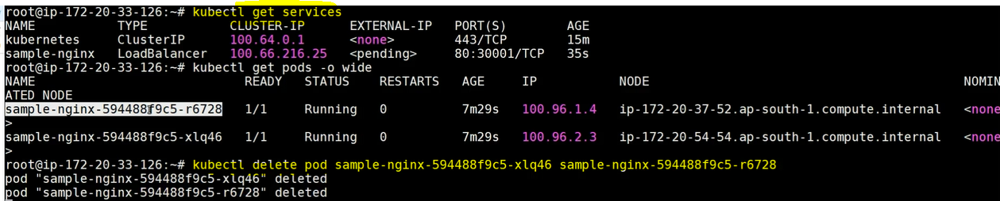 root@ip-172-20-33-126:~# kubectl get services
NAME TYPE CLUSTER-IP EXTERNAL-IP PORT(S) AGE
kubernetes ClusterIP 100.64.0.1 <none> 443/TCP 15m
sample-nginx LoadBalancer 100.66.216.25 <pending> 80:30001/TCP 35s
root@ip-172-20-33-126:~# kubectl get pods -o wide
NAME READY STATUS RESTARTS AGE IP NODE NOMIN
ATED NODE
sample-nginx-594488f9c5-r6728 1/1 Running 0 7m29s 100.96.1.4 ip-172-20-37-52.ap-south-1.compute.internal <none
>
sample-nginx-594488f9c5-xlq46 1/1 Running 0 7m29s 100.96.2.3 ip-172-20-54-54.ap-south-1.compute.internal <none
>
root@ip-172-20-33-126:~# kubectl delete pod sample-nginx-594488f9c5-xlq46 sample-nginx-594488f9c5-r6728
pod "sample-nginx-594488f9c5-xlq46" deleted
pod "sample-nginx-594488f9c5-r6728" deleted